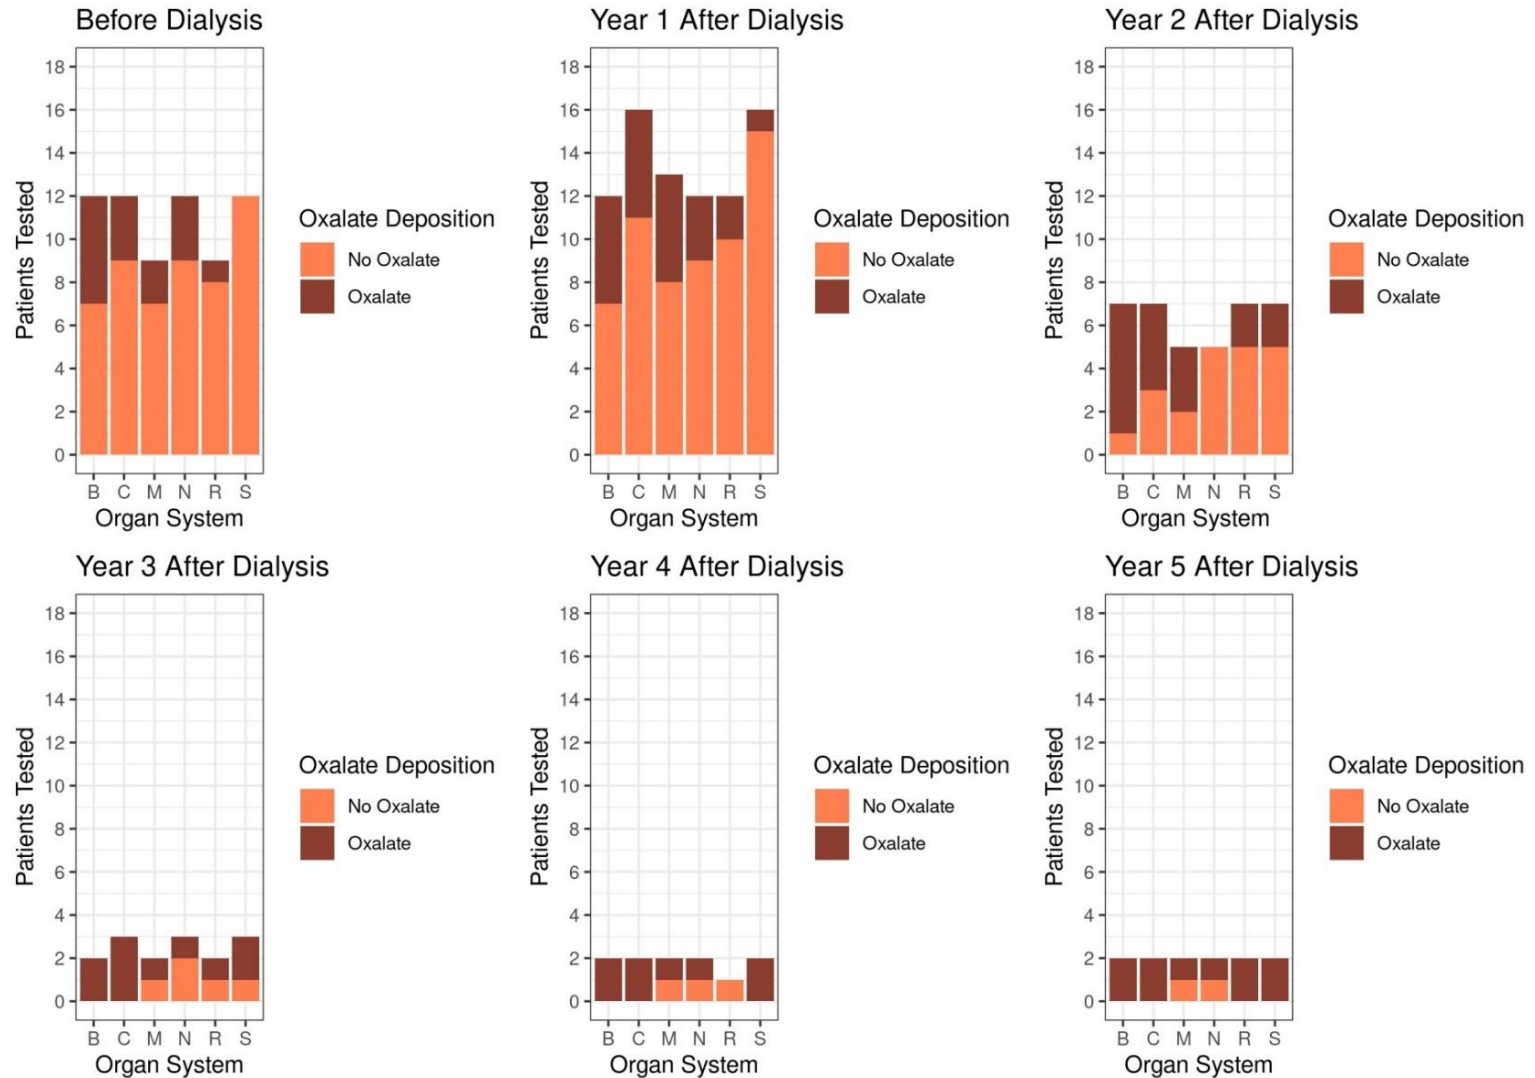 Before Dialysis
18
16
14
12
10
8
6
4
2
0
Patients Tested
B C M N R S
Organ System
Oxalate Deposition
No Oxalate
Oxalate
Year 1 After Dialysis
18
16
14
12
10
8
6
4
2
0
Patients Tested
B C M N R S
Organ System
Oxalate Deposition
No Oxalate
Oxalate
Year 2 After Dialysis
18
16
14
12
10
8
6
4
2
0
Patients Tested
B C M N R S
Organ System
Oxalate Deposition
No Oxalate
Oxalate
Year 3 After Dialysis
18
16
14
12
10
8
6
4
2
0
Patients Tested
B C M N R S
Organ System
Oxalate Deposition
No Oxalate
Oxalate
Year 4 After Dialysis
18
16
14
12
10
8
6
4
2
0
Patients Tested
B C M N R S
Organ System
Oxalate Deposition
No Oxalate
Oxalate
Year 5 After Dialysis
18
16
14
12
10
8
6
4
2
0
Patients Tested
B C M N R S
Organ System
Oxalate Deposition
No Oxalate
Oxalate